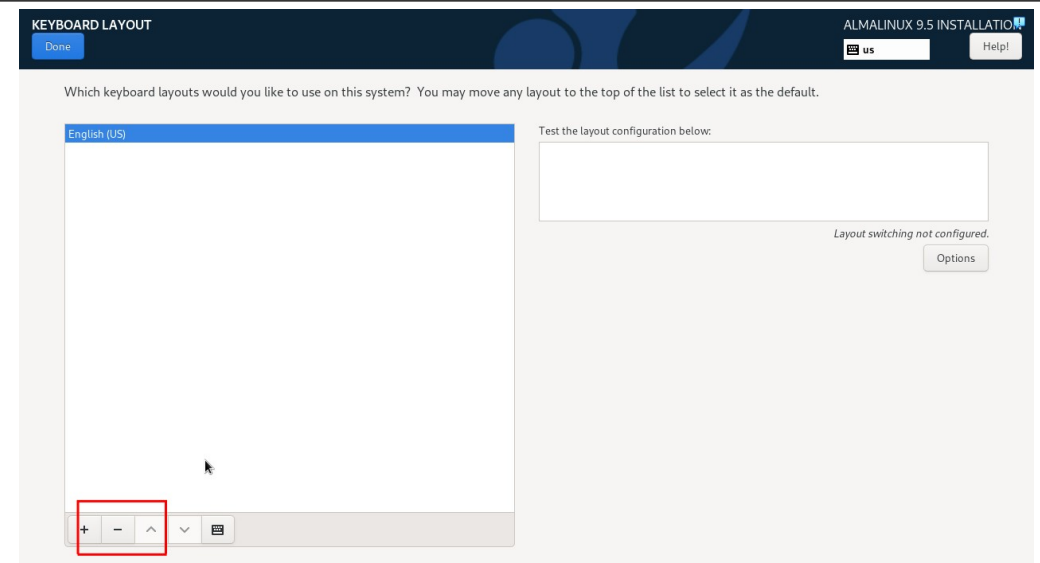 KEYBOARD LAYOUT
ALMALINUX 9.5 INSTALLATION
Done
us
Help!
Which keyboard layouts would you like to use on this system? You may move any layout to the top of the list to select it as the default.
English (US)
Test the layout configuration below:
Layout switching not configured.
Options